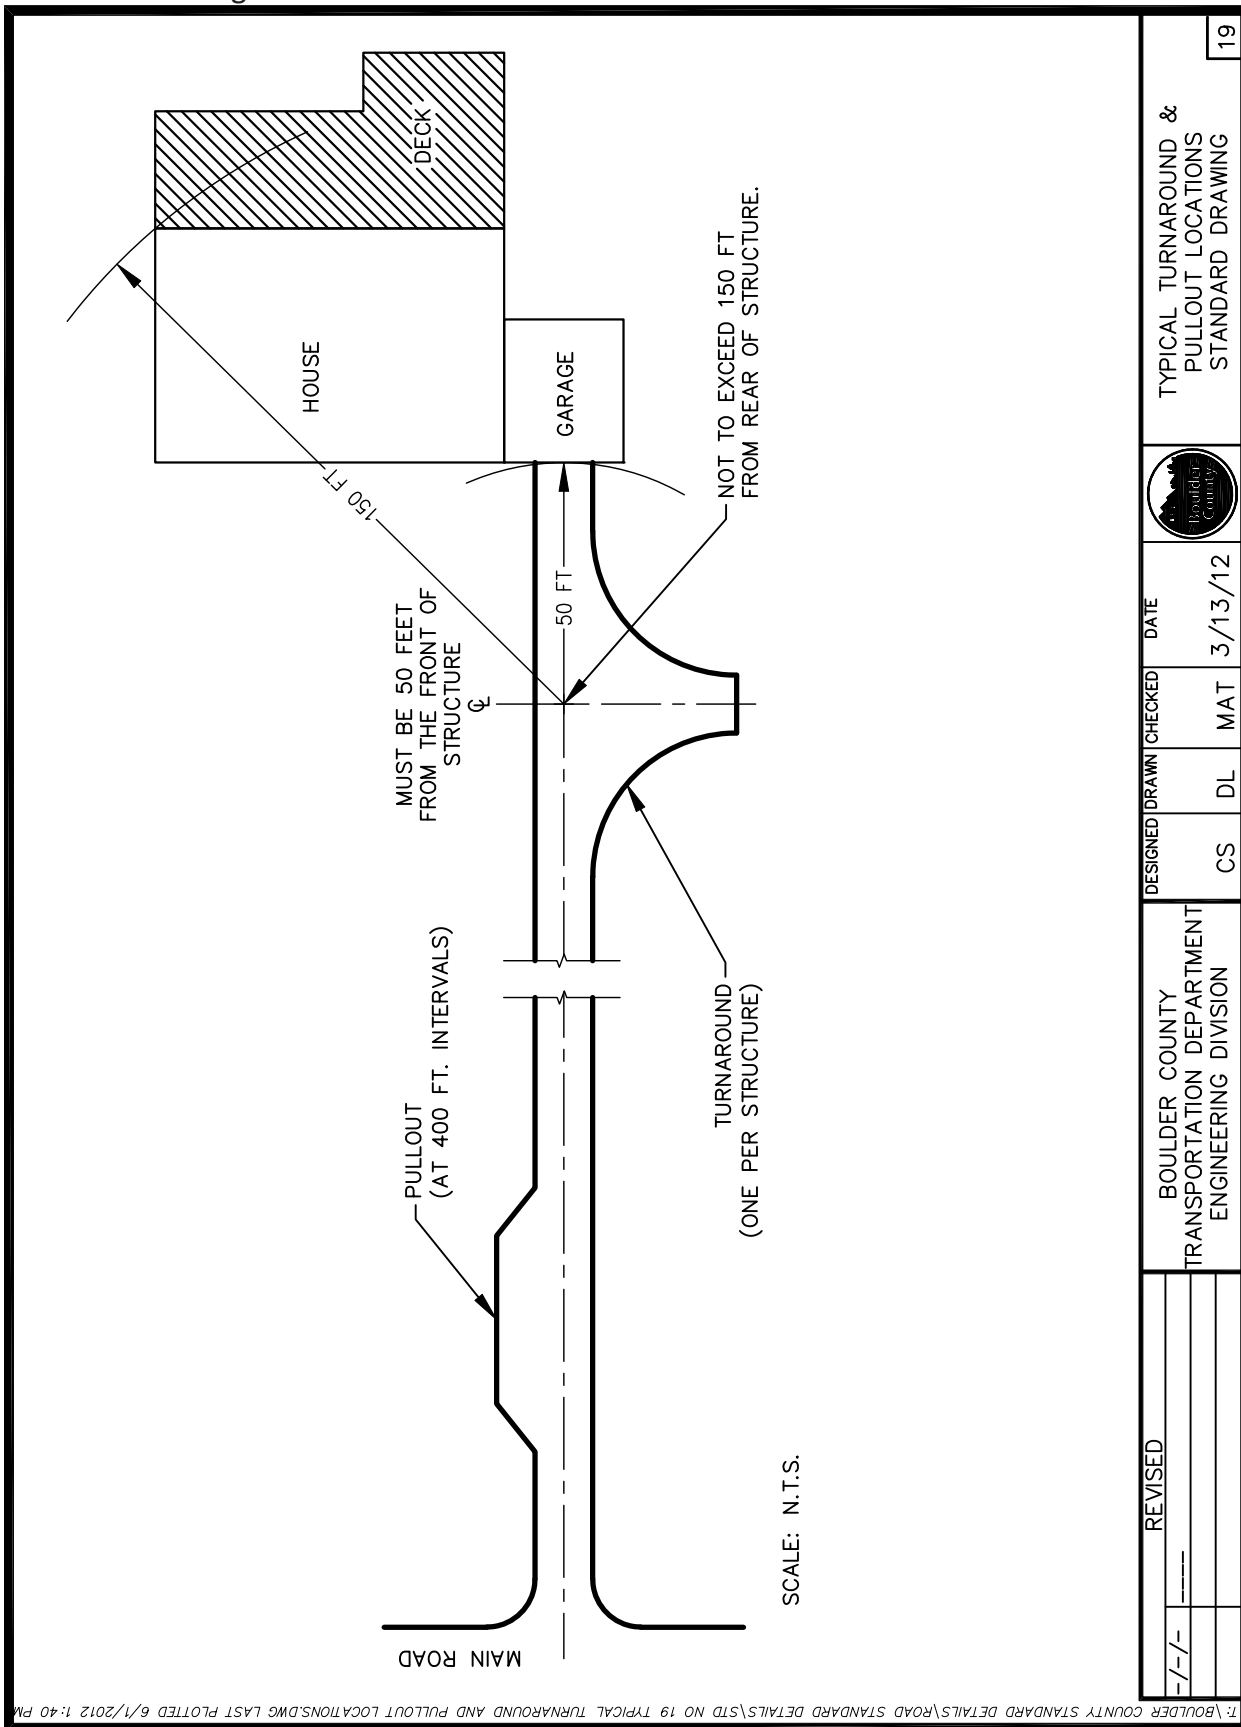 MAIN ROAD
PULLOUT
(AT 400 FT. INTERVALS)
MUST BE 50 FEET
FROM THE FRONT OF
STRUCTURE
℄
150 FT
50 FT
HOUSE
DECK
GARAGE
NOT TO EXCEED 150 FT
FROM REAR OF STRUCTURE.
TURNAROUND
(ONE PER STRUCTURE)
SCALE: N.T.S.
REVISED
-/-/- ----
BOULDER COUNTY
TRANSPORTATION DEPARTMENT
ENGINEERING DIVISION
DESIGNED
CS
DRAWN
DL
CHECKED
MAT
DATE
3/13/12
Boulder
County
TYPICAL TURNAROUND &
PULLOUT LOCATIONS
STANDARD DRAWING
19
T:\BOULDER COUNTY STANDARD DETAILS\ROAD STANDARD DETAILS\STD NO 19 TYPICAL TURNAROUND AND PULLOUT LOCATIONS.DWG LAST PLOTTED 6/1/2012 1:40 PM